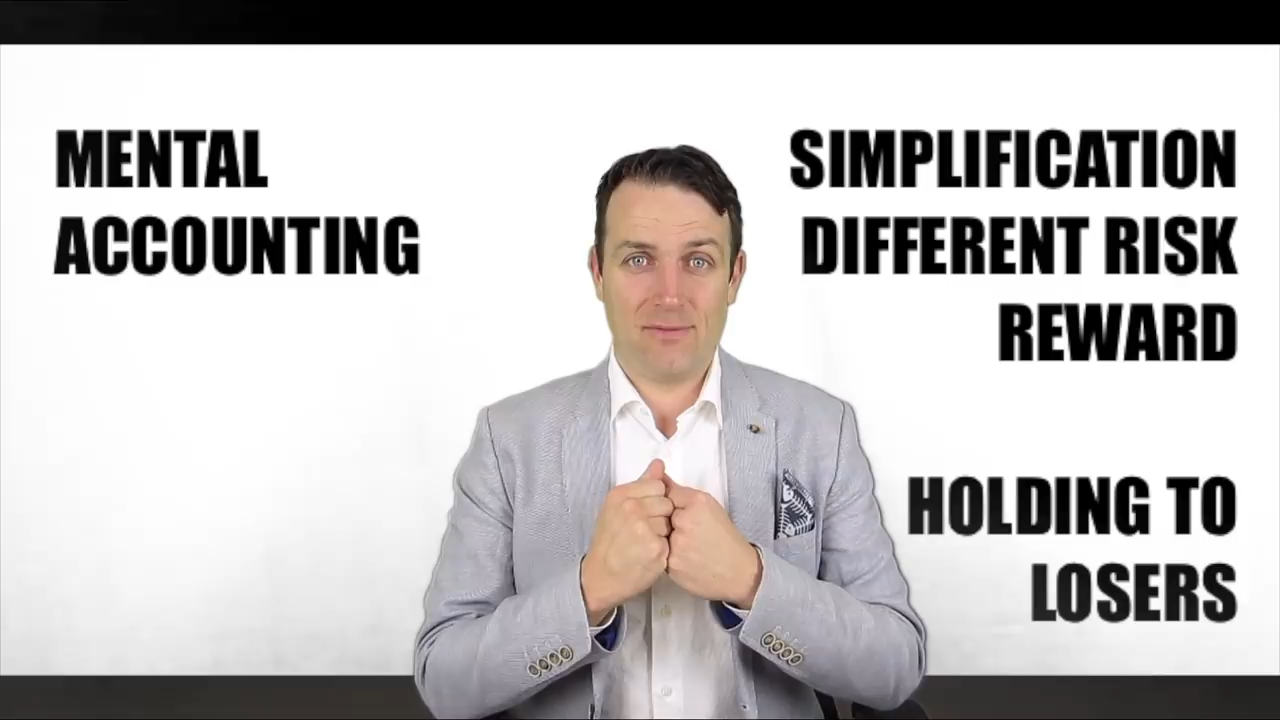 MENTAL
ACCOUNTING
SIMPLIFICATION
DIFFERENT RISK
REWARD
HOLDING TO
LOSERS